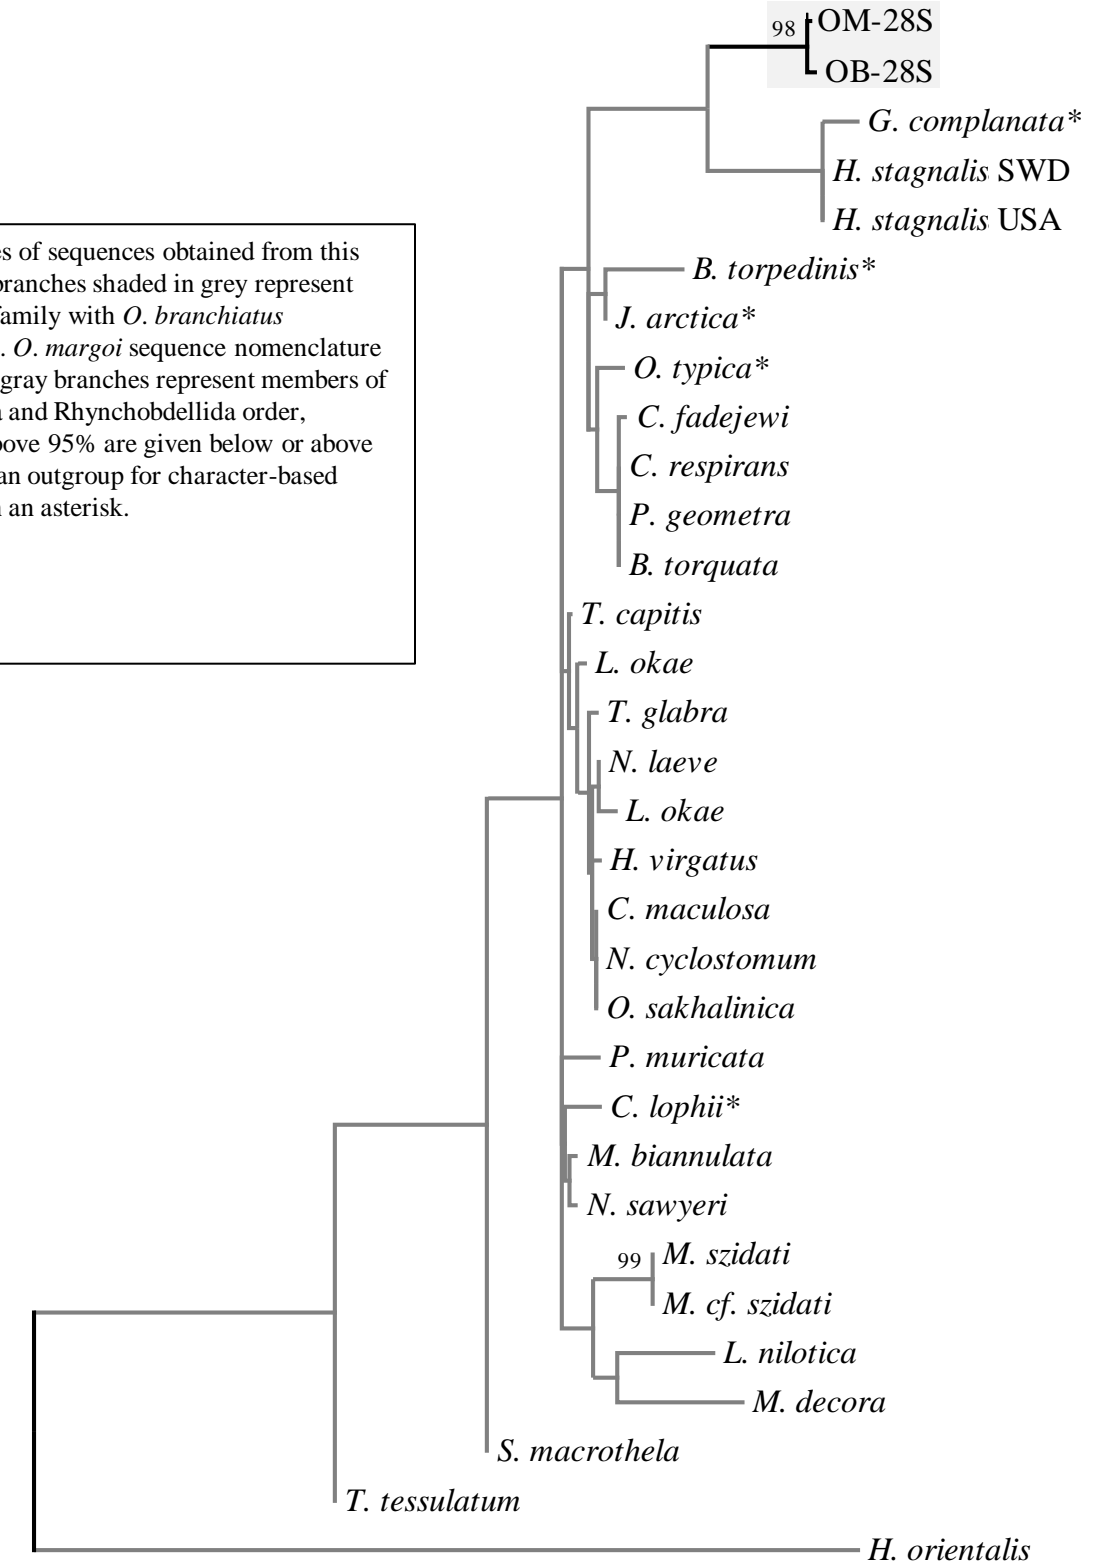 98
OM-28S
OB-28S
G. complanata*
H. stagnalis SWD
H. stagnalis USA
es of sequences obtained from this
branches shaded in grey represent
family with O. branchiatus
. O. margoi sequence nomenclature
gray branches represent members of
a and Rhynchobdellida order,
bove 95% are given below or above
an outgroup for character-based
n an asterisk.
B. torpedinis*
J. arctica*
O. typica*
C. fadejewi
C. respirans
P. geometra
B. torquata
T. capitis
L. okae
T. glabra
N. laeve
L. okae
H. virgatus
C. maculosa
N. cyclostomum
O. sakhalinica
P. muricata
C. lophii*
M. biannulata
N. sawyeri
99
M. szidati
M. cf. szidati
L. nilotica
M. decora
S. macrothela
T. tessulatum
H. orientalis